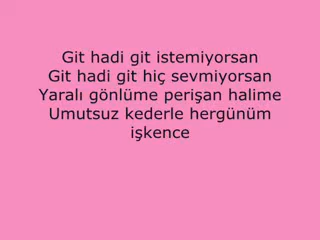 Git hadi git istemiyorsan
Git hadi git hiç sevmiyorsan
Yaralı gönlüme perişan halime
Umutsuz kederle hergünüm
işkence